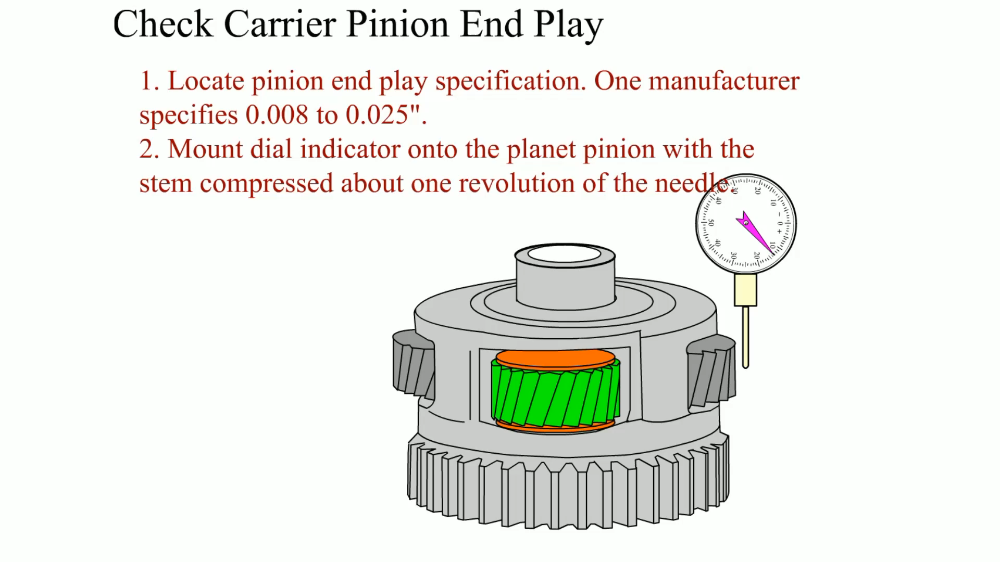 Check Carrier Pinion End Play
1. Locate pinion end play specification. One manufacturer
specifies 0.008 to 0.025".
2. Mount dial indicator onto the planet pinion with the
stem compressed about one revolution of the needle.
30 20
40 10
-
50 0
+
40 10
30 20